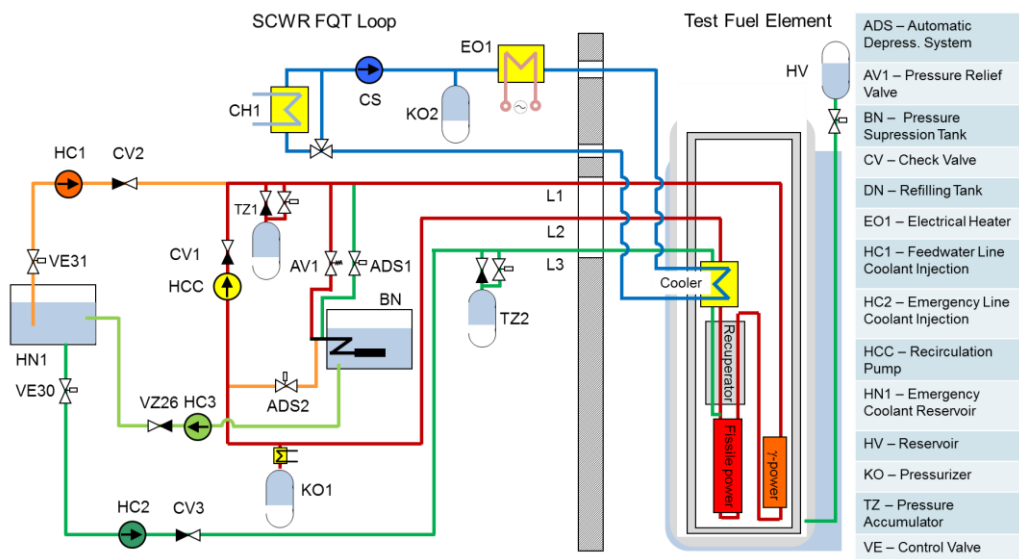 SCWR FQT Loop
Test Fuel Element
EO1
HV
CH1
CS
KO2
HC1
CV2
TZ1
L1
CV1
L2
VE31
AV1
ADS1
L3
HCC
BN
TZ2
Cooler
HN1
Recuperator
VE30
ADS2
VZ26
HC3
Fissile power
γ-power
KO1
HC2
CV3
ADS – Automatic
Depress. System
AV1 – Pressure Relief
Valve
BN – Pressure
Supression Tank
CV – Check Valve
DN – Refilling Tank
EO1 – Electrical Heater
HC1 – Feedwater Line
Coolant Injection
HC2 – Emergency Line
Coolant Injection
HCC – Recirculation
Pump
HN1 – Emergency
Coolant Reservoir
HV – Reservoir
KO – Pressurizer
TZ – Pressure
Accumulator
VE – Control Valve